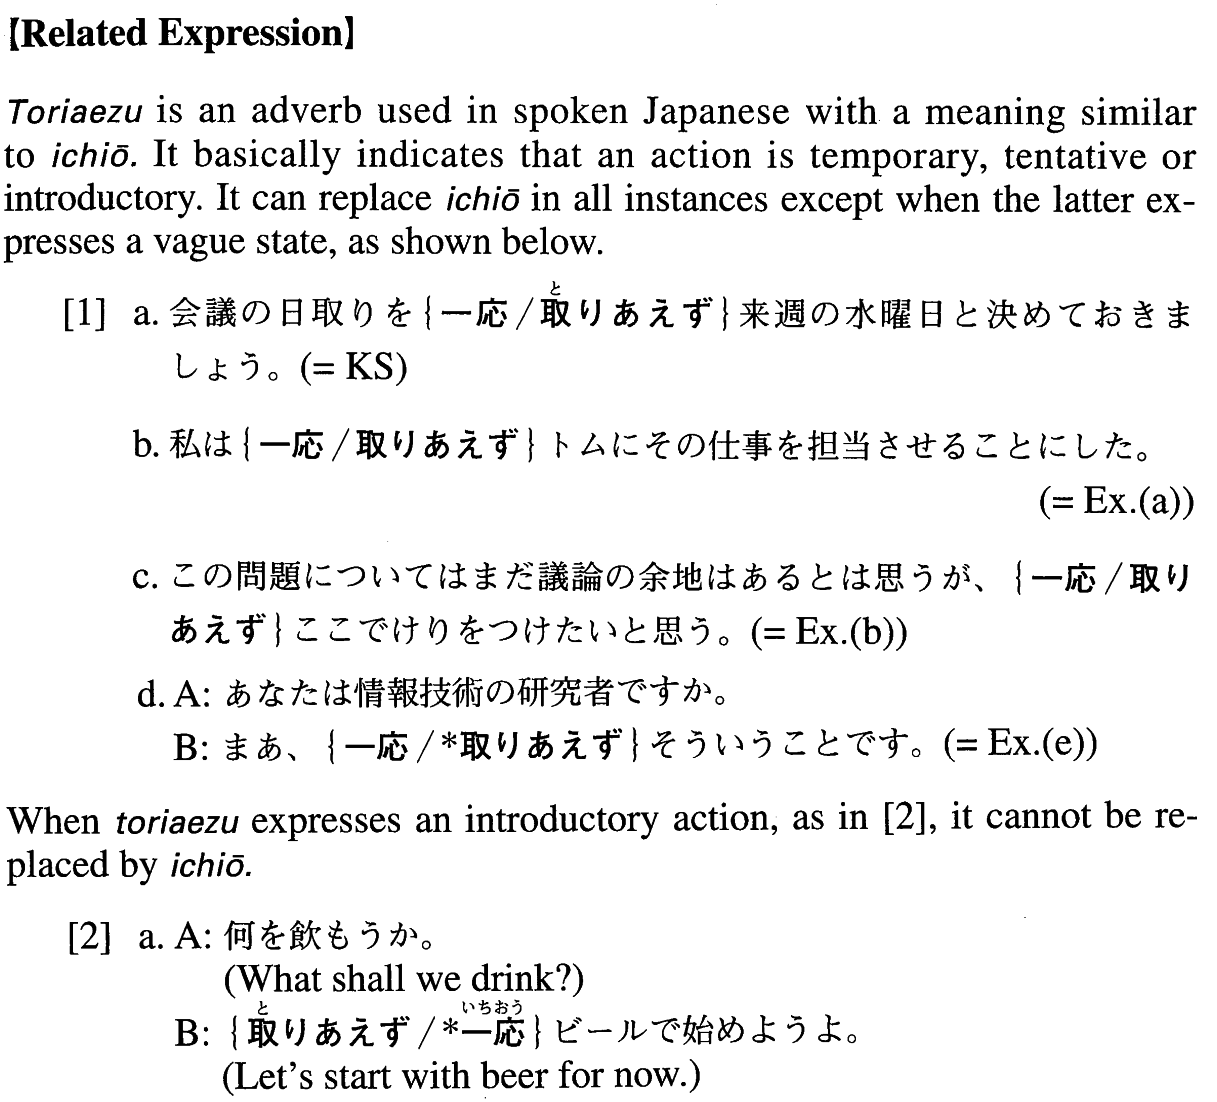 【Related Expression】
Toriaezu is an adverb used in spoken Japanese with a meaning similar
to ichiō. It basically indicates that an action is temporary, tentative or
introductory. It can replace ichiō in all instances except when the latter ex-
presses a vague state, as shown below.
と
[1] a. 会議の日取りを{一応/取りあえず}来週の水曜日と決めておきま
しょう。(= KS)
b. 私は{一応/取りあえず}トムにその仕事を担当させることにした。
(= Ex.(a))
c. この問題についてはまだ議論の余地はあるとは思うが、{一応/取り
あえず}ここでけりをつけたいと思う。(= Ex.(b))
d. A: あなたは情報技術の研究者ですか。
B: まあ、{一応/*取りあえず}そういうことです。(= Ex.(e))
When toriaezu expresses an introductory action, as in [2], it cannot be re-
placed by ichiō.
[2] a. A: 何を飲もうか。
(What shall we drink?)
と いちおう
B: {取りあえず/*一応}ビールで始めようよ。
(Let's start with beer for now.)